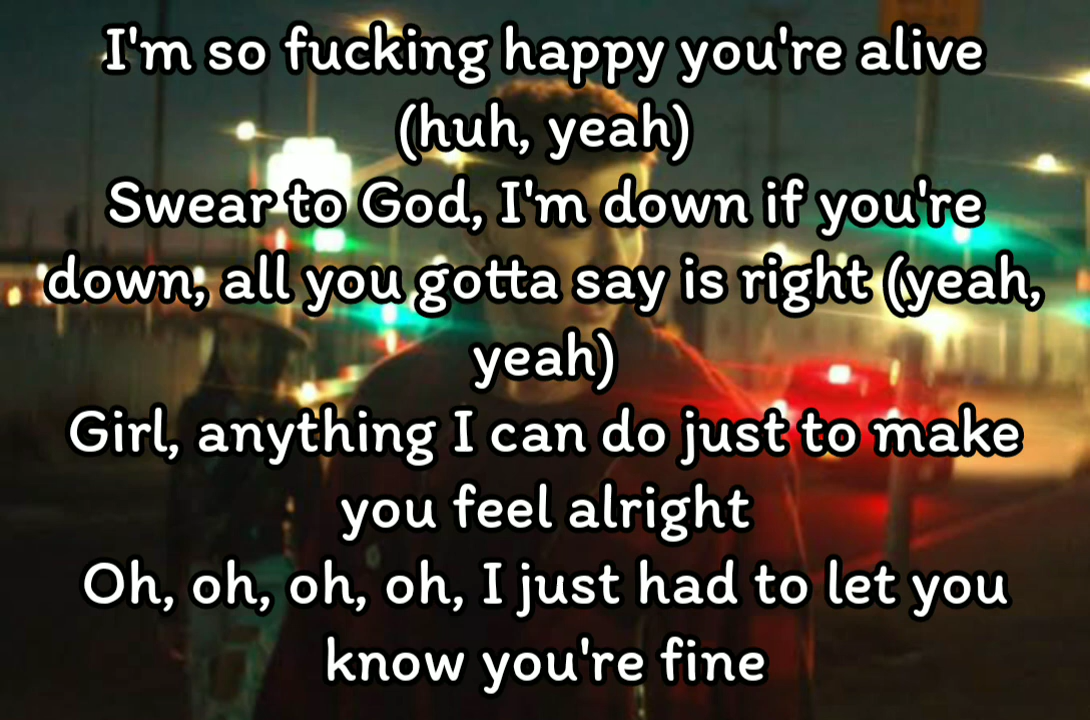 I'm so fucking happy you're alive
(huh, yeah)
Swear to God, I'm down if you're
down, all you gotta say is right (yeah,
yeah)
Girl, anything I can do just to make
you feel alright
Oh, oh, oh, oh, I just had to let you
know you're fine